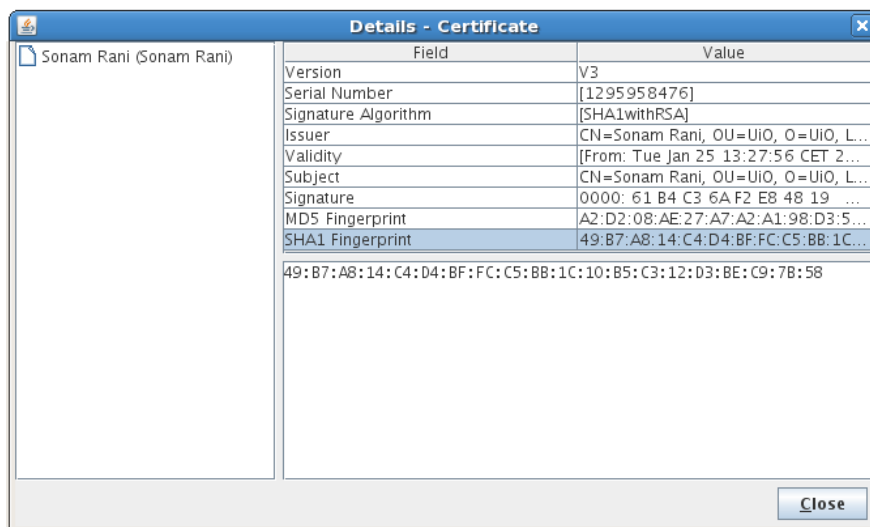 Details - Certificate
Sonam Rani (Sonam Rani)
Field Value
Version V3
Serial Number [1295958476]
Signature Algorithm [SHA1withRSA]
Issuer CN=Sonam Rani, OU=UiO, O=UiO, L...
Validity [From: Tue Jan 25 13:27:56 CET 2...
Subject CN=Sonam Rani, OU=UiO, O=UiO, L...
Signature 0000: 61 B4 C3 6A F2 E8 48 19 ...
MD5 Fingerprint A2:D2:08:AE:27:A7:A2:A1:98:D3:5...
SHA1 Fingerprint 49:B7:A8:14:C4:D4:BF:FC:C5:BB:1C...
49:B7:A8:14:C4:D4:BF:FC:C5:BB:1C:10:B5:C3:12:D3:BE:C9:7B:58
Close